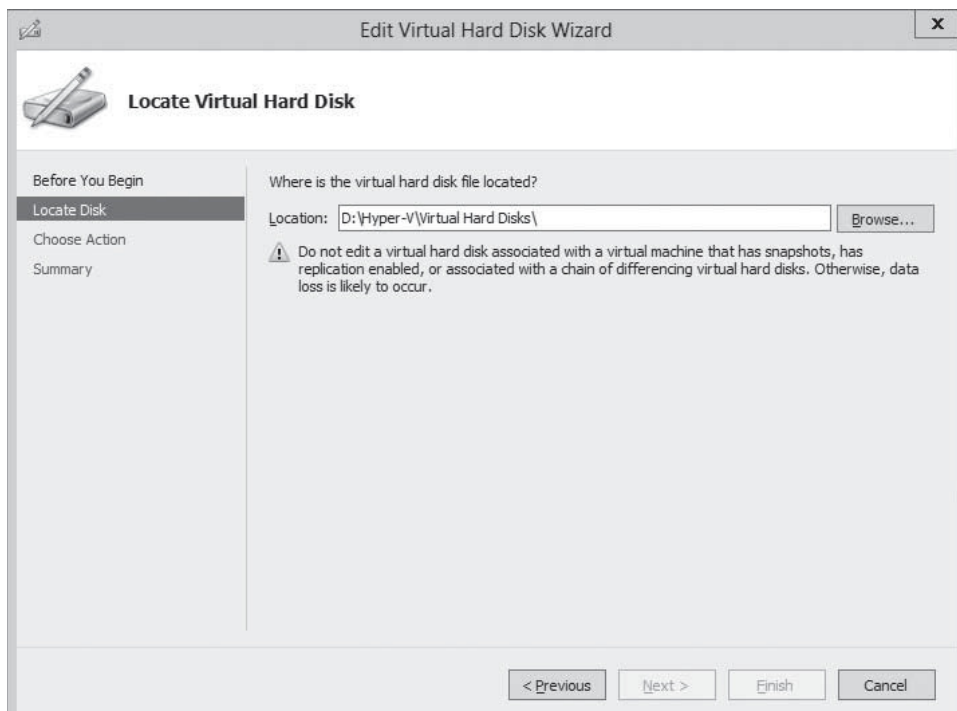 Edit Virtual Hard Disk Wizard
x
Locate Virtual Hard Disk
Before You Begin
Locate Disk
Choose Action
Summary
Where is the virtual hard disk file located?
Location: D:\Hyper-V\Virtual Hard Disks\ Browse...
Do not edit a virtual hard disk associated with a virtual machine that has snapshots, has
replication enabled, or associated with a chain of differencing virtual hard disks. Otherwise, data
loss is likely to occur.
< Previous Next > Finish Cancel